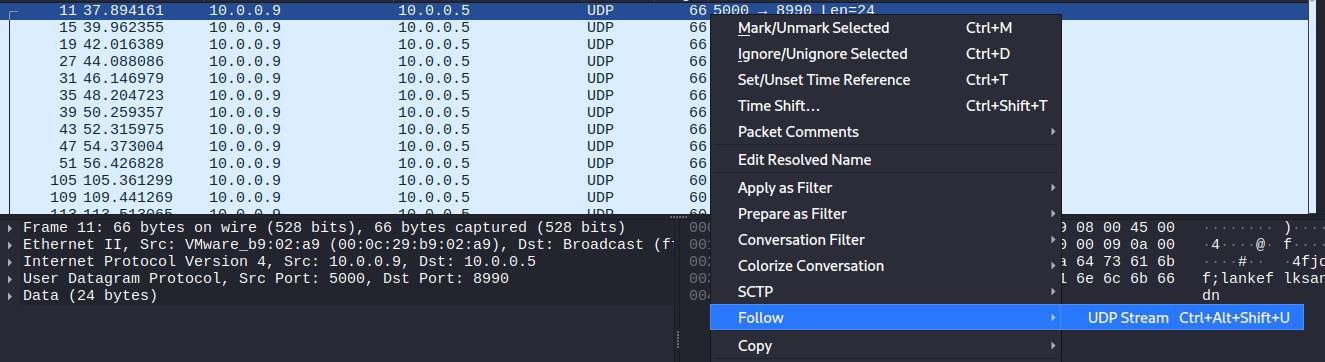 11 37.894161 10.0.0.9 10.0.0.5 UDP 66 5000 → 8990 Len=24
15 39.962355 10.0.0.9 10.0.0.5 UDP 66
19 42.016389 10.0.0.9 10.0.0.5 UDP 66
27 44.088086 10.0.0.9 10.0.0.5 UDP 66
31 46.146979 10.0.0.9 10.0.0.5 UDP 66
35 48.204723 10.0.0.9 10.0.0.5 UDP 66
39 50.259357 10.0.0.9 10.0.0.5 UDP 66
43 52.315975 10.0.0.9 10.0.0.5 UDP 66
47 54.373004 10.0.0.9 10.0.0.5 UDP 66
51 56.426828 10.0.0.9 10.0.0.5 UDP 66
105 105.361299 10.0.0.9 10.0.0.5 UDP 60
109 109.441269 10.0.0.9 10.0.0.5 UDP 60
113 113.513065 10.0.0.9 10.0.0.5 UDP 60
Mark/Unmark Selected Ctrl+M
Ignore/Unignore Selected Ctrl+D
Set/Unset Time Reference Ctrl+T
Time Shift… Ctrl+Shift+T
Packet Comments
Edit Resolved Name
Apply as Filter
Prepare as Filter
Conversation Filter
Colorize Conversation
SCTP
Follow
UDP Stream Ctrl+Alt+Shift+U
Copy
Frame 11: 66 bytes on wire (528 bits), 66 bytes captured (528 bits)
Ethernet II, Src: VMware_b9:02:a9 (00:0c:29:b9:02:a9), Dst: Broadcast (ff
Internet Protocol Version 4, Src: 10.0.0.9, Dst: 10.0.0.5
User Datagram Protocol, Src Port: 5000, Dst Port: 8990
Data (24 bytes)
000
001
002
003
004
9 08 00 45 00 ········ )·····
0 00 09 0a 00 ·4····@· f·····
a 64 73 61 6b ····#·· 4fjd
1 6e 6c 6b 66 f;lankef lksan
dn